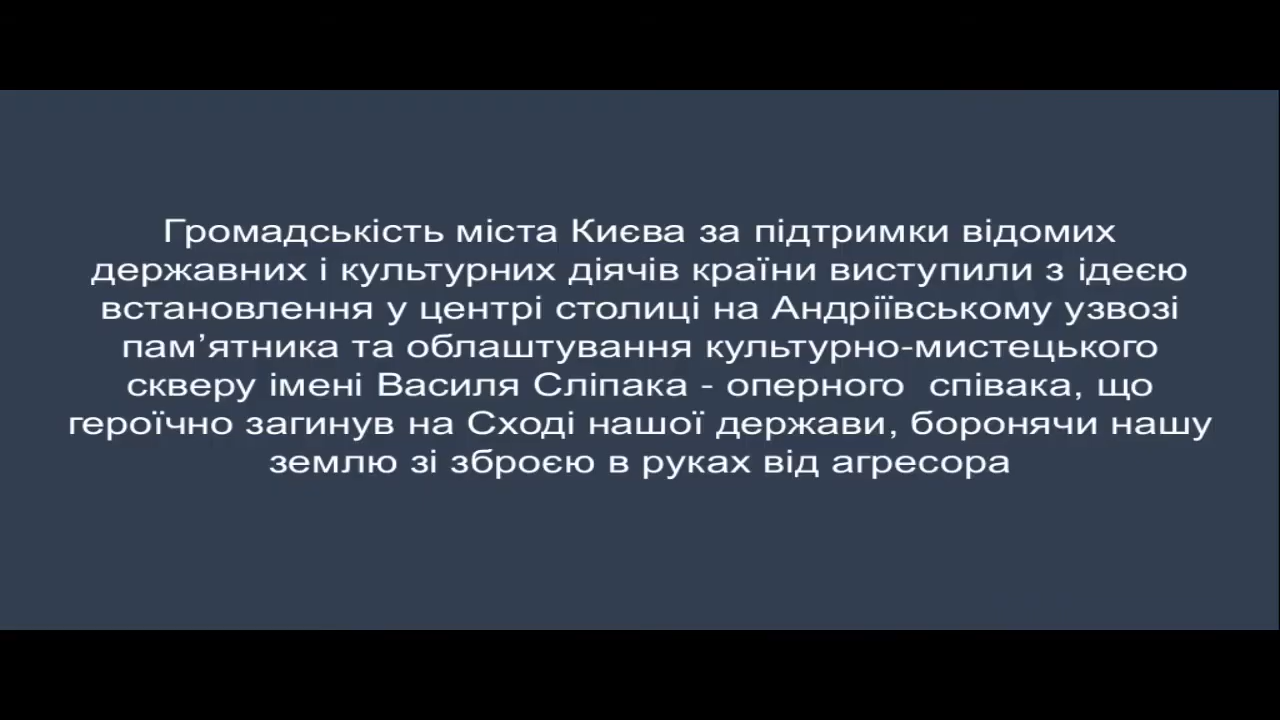 Громадськість міста Києва за підтримки відомих
державних і культурних діячів країни виступили з ідеєю
встановлення у центрі столиці на Андріївському узвозі
пам’ятника та облаштування культурно-мистецького
скверу імені Василя Сліпака - оперного  співака, що
героїчно загинув на Сході нашої держави, боронячи нашу
землю зі зброєю в руках від агресора